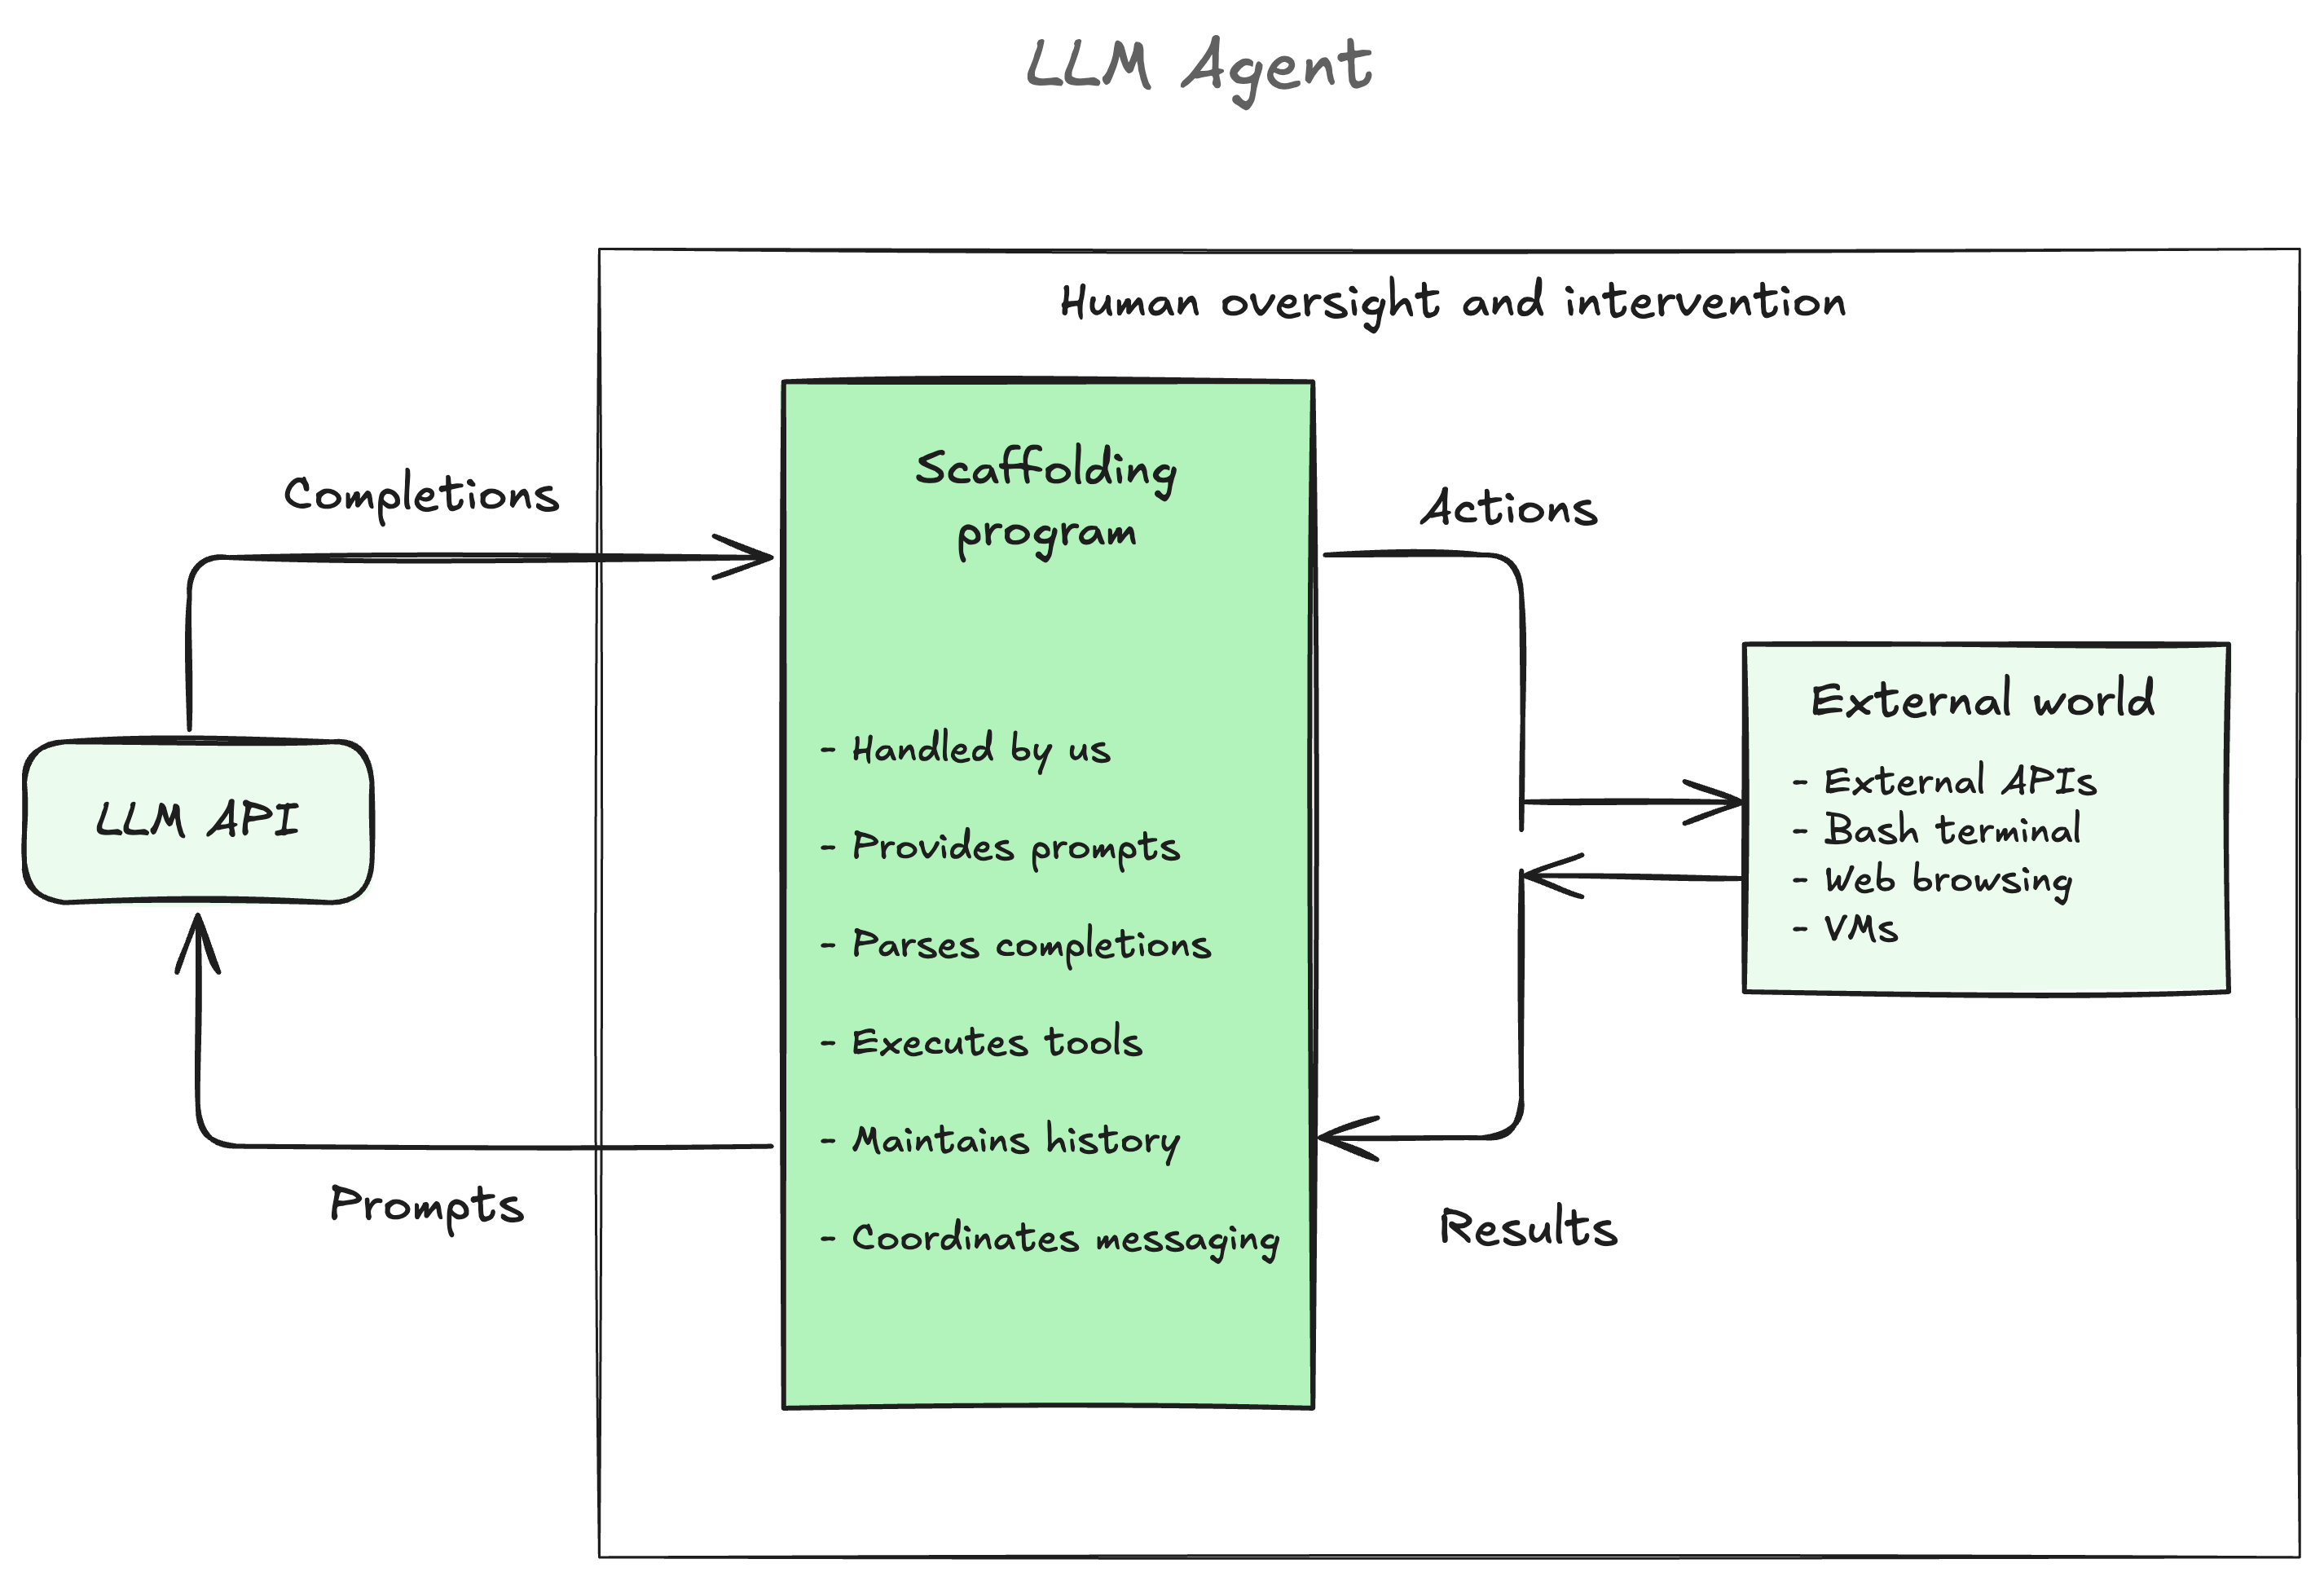 LLM Agent
Human oversight and intervention
Completions
Scaffolding
program
Actions
LLM API
- Handled by us
- Provides prompts
- Parses completions
- Executes tools
- Maintains history
- Coordinates messaging
External world
- External APIs
- Bash terminal
- Web browsing
- VMs
Prompts
Results